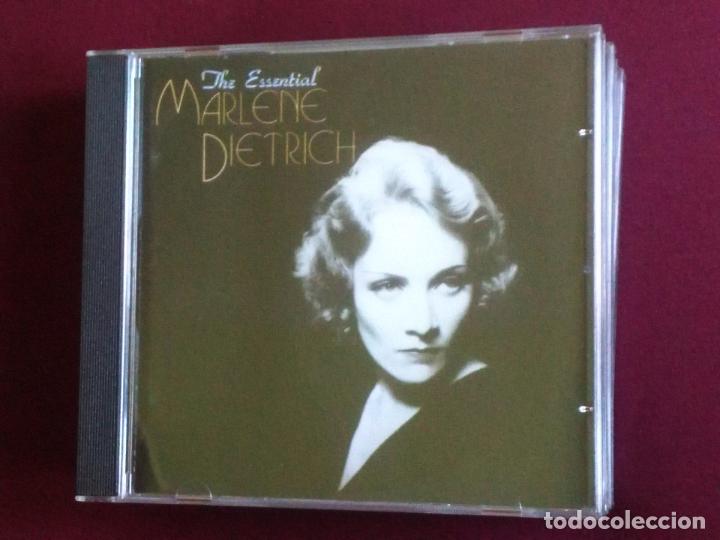 The Essential
MARLENE
DIETRICH
todocoleccion